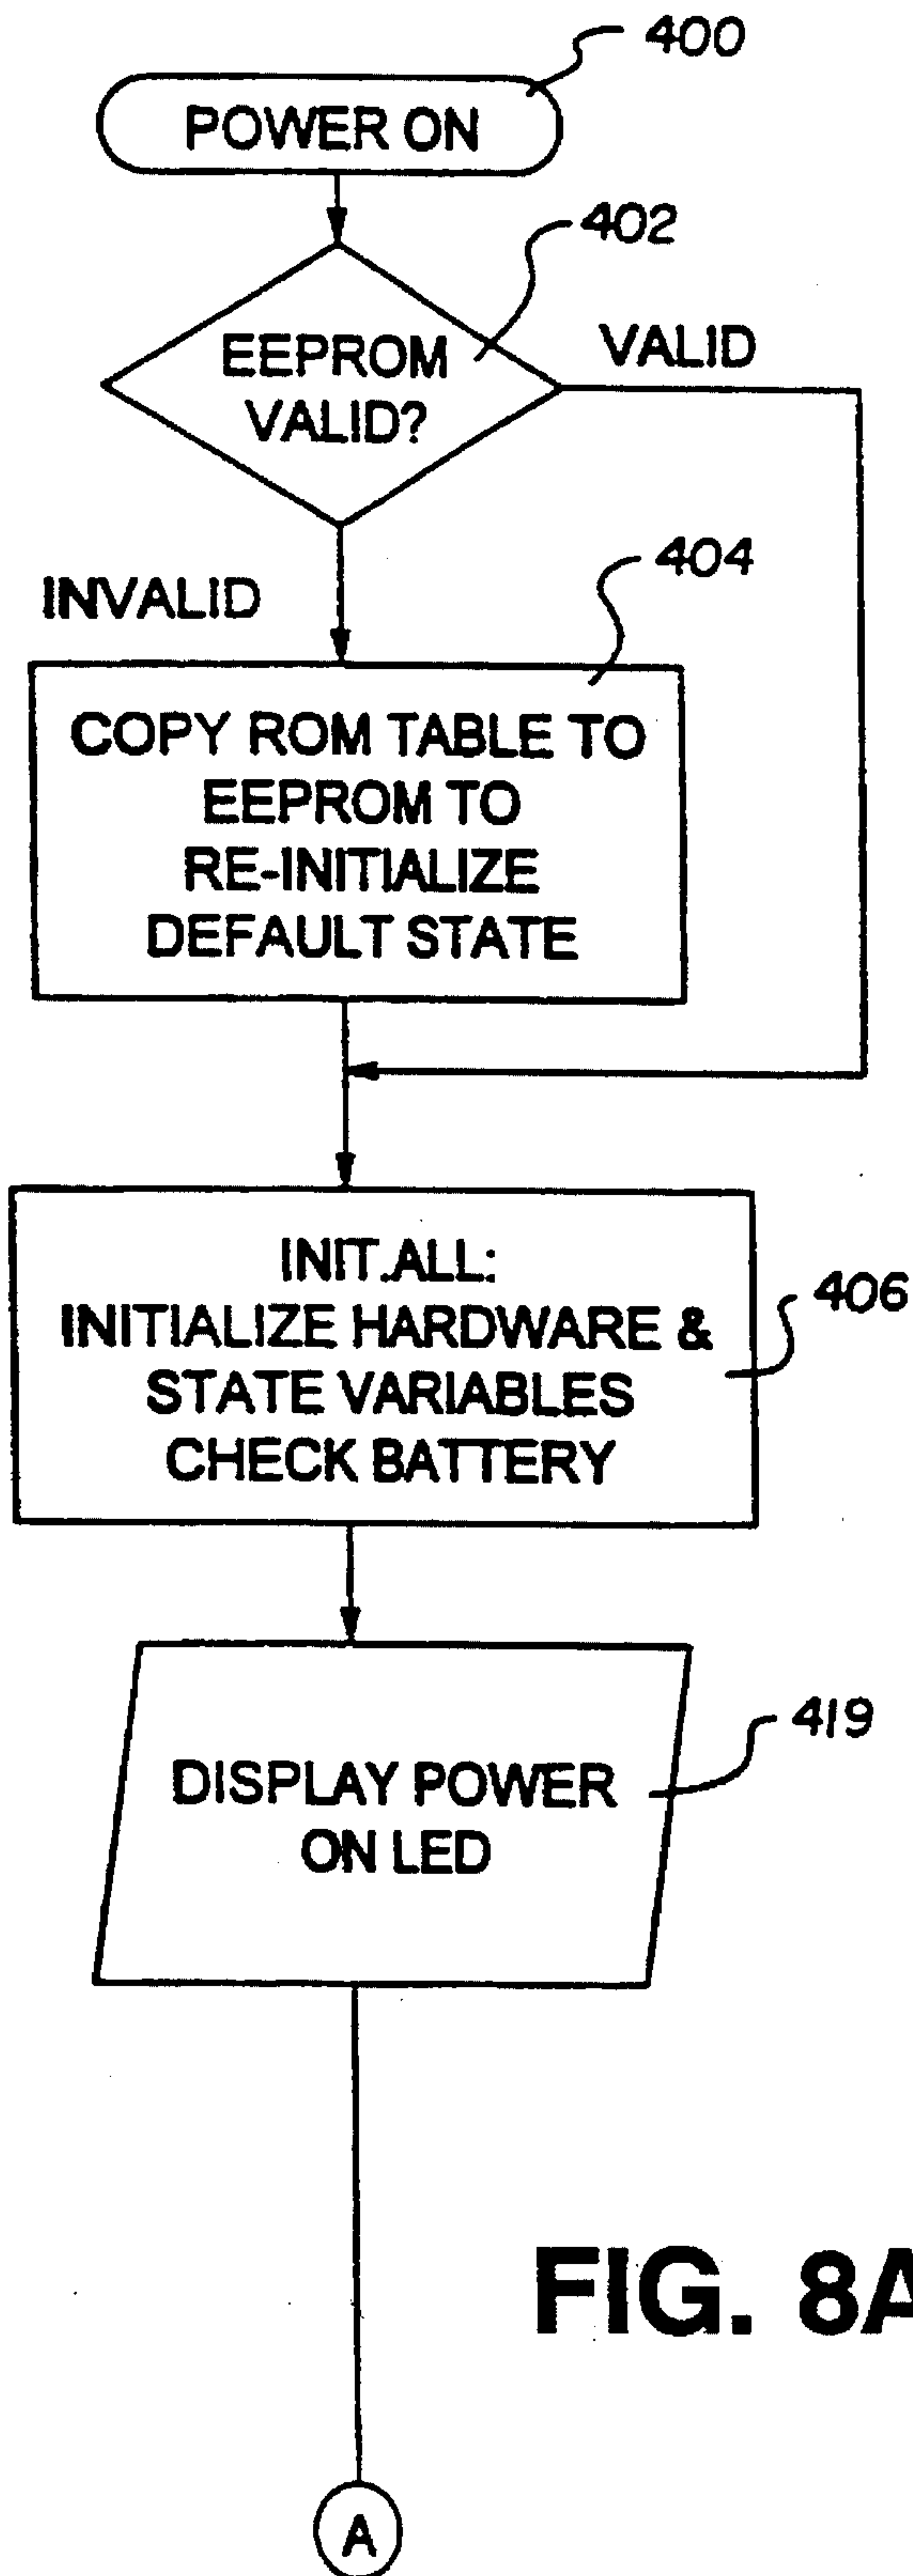 400
POWER ON
402
EEPROM
VALID?
VALID
INVALID
404
COPY ROM TABLE TO
EEPROM TO
RE-INITIALIZE
DEFAULT STATE
INIT.ALL:
INITIALIZE HARDWARE &
STATE VARIABLES
CHECK BATTERY
406
DISPLAY POWER
ON LED
419
FIG. 8A
A